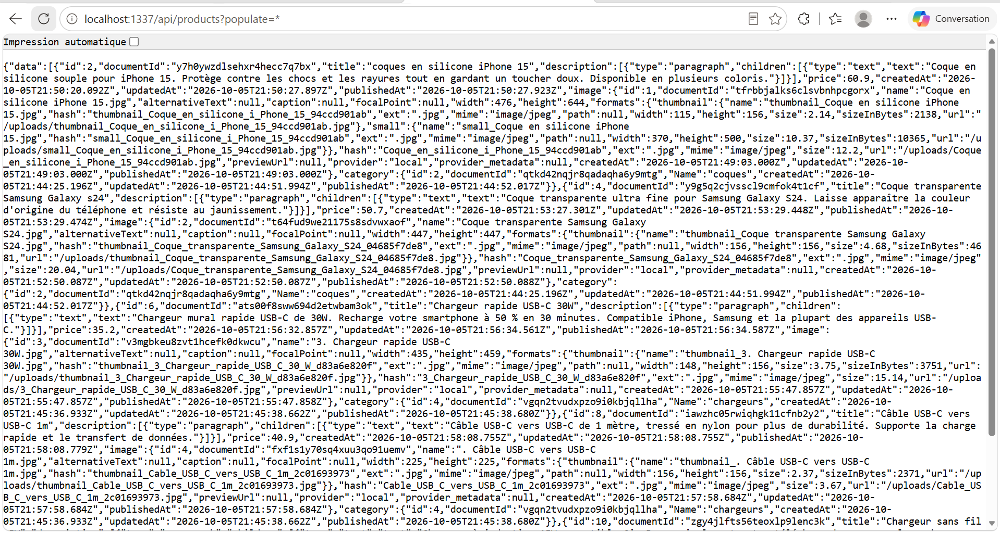 localhost:1337/api/products?populate=*
Conversation
Impression automatique
{"data":[{"id":2,"documentId":"y7h0ywzdlsehxr4hecc7q7bx","title":"coques en silicone iPhone 15","description":[{"type":"paragraph","children":[{"type":"text","text":"Coque en
silicone souple pour iPhone 15. Protège contre les chocs et les rayures tout en gardant un toucher doux. Disponible en plusieurs coloris."}]}],"price":60.9,"createdAt":"2026-
10-05T21:50:20.092Z","updatedAt":"2026-10-05T21:50:27.897Z","publishedAt":"2026-10-05T21:50:27.923Z","image":{"id":1,"documentId":"tfrbbjalks6clsvbnhpcgorx","name":"Coque en
silicone iPhone 15.jpg","alternativeText":null,"caption":null,"focalPoint":null,"width":476,"height":644,"formats":{"thumbnail":{"name":"thumbnail_Coque en silicone iPhone
15.jpg","hash":"thumbnail_Coque_en_silicone_i_Phone_15_94ccd901ab","ext":".jpg","mime":"image/jpeg","path":null,"width":115,"height":156,"size":2.14,"sizeInBytes":2138,"url":"
/uploads/thumbnail_Coque_en_silicone_i_Phone_15_94ccd901ab.jpg"},"small":{"name":"small_Coque en silicone iPhone
15.jpg","hash":"small_Coque_en_silicone_i_Phone_15_94ccd901ab","ext":".jpg","mime":"image/jpeg","path":null,"width":370,"height":500,"size":10.37,"sizeInBytes":10365,"url":"/u
ploads/small_Coque_en_silicone_i_Phone_15_94ccd901ab.jpg"}},"hash":"Coque_en_silicone_i_Phone_15_94ccd901ab","ext":".jpg","mime":"image/jpeg","size":12.2,"url":"/uploads/Coque
_en_silicone_i_Phone_15_94ccd901ab.jpg","previewUrl":null,"provider":"local","provider_metadata":null,"createdAt":"2026-10-05T21:49:03.000Z","updatedAt":"2026-10-
05T21:49:03.000Z","publishedAt":"2026-10-05T21:49:03.000Z"},"category":{"id":2,"documentId":"qtkd42nqjr8qadaqha6y9mtg","Name":"coques","createdAt":"2026-10-
05T21:44:25.196Z","updatedAt":"2026-10-05T21:44:51.994Z","publishedAt":"2026-10-05T21:44:52.017Z"}},{"id":4,"documentId":"y9g5q2cjvsscl9cmfok4t1cf","title":"Coque transparente
Samsung Galaxy s24","description":[{"type":"paragraph","children":[{"type":"text","text":"Coque transparente ultra fine pour Samsung Galaxy S24. Laisse apparaître la couleur
d'origine du téléphone et résiste au jaunissement."}]}],"price":50.7,"createdAt":"2026-10-05T21:53:27.301Z","updatedAt":"2026-10-05T21:53:29.448Z","publishedAt":"2026-10-
05T21:53:29.474Z","image":{"id":2,"documentId":"t64fud9we21175s8sdvwxaof","name":"Coque transparente Samsung Galaxy
S24.jpg","alternativeText":null,"caption":null,"focalPoint":null,"width":447,"height":447,"formats":{"thumbnail":{"name":"thumbnail_Coque transparente Samsung Galaxy
S24.jpg","hash":"thumbnail_Coque_transparente_Samsung_Galaxy_S24_04685f7de8","ext":".jpg","mime":"image/jpeg","path":null,"width":156,"height":156,"size":4.68,"sizeInBytes":46
81,"url":"/uploads/thumbnail_Coque_transparente_Samsung_Galaxy_S24_04685f7de8.jpg"}},"hash":"Coque_transparente_Samsung_Galaxy_S24_04685f7de8","ext":".jpg","mime":"image/jpeg"
,"size":20.04,"url":"/uploads/Coque_transparente_Samsung_Galaxy_S24_04685f7de8.jpg","previewUrl":null,"provider":"local","provider_metadata":null,"createdAt":"2026-10-
05T21:52:50.087Z","updatedAt":"2026-10-05T21:52:50.087Z","publishedAt":"2026-10-05T21:52:50.088Z"},"category":
{"id":2,"documentId":"qtkd42nqjr8qadaqha6y9mtg","Name":"coques","createdAt":"2026-10-05T21:44:25.196Z","updatedAt":"2026-10-05T21:44:51.994Z","publishedAt":"2026-10-
05T21:44:52.017Z"}},{"id":6,"documentId":"ats00f8sww694d2etwbam3ok","title":"Chargeur rapide USB-C 30W","description":[{"type":"paragraph","children":
[{"type":"text","text":"Chargeur mural rapide USB-C de 30W. Recharge votre smartphone à 50 % en 30 minutes. Compatible iPhone, Samsung et la plupart des appareils USB-
C."}]}],"price":35.2,"createdAt":"2026-10-05T21:56:32.857Z","updatedAt":"2026-10-05T21:56:34.561Z","publishedAt":"2026-10-05T21:56:34.587Z","image":
{"id":3,"documentId":"v3mgbkeu8zvt1hcefk0dkwcu","name":"3. Chargeur rapide USB-C
30W.jpg","alternativeText":null,"caption":null,"focalPoint":null,"width":435,"height":459,"formats":{"thumbnail":{"name":"thumbnail_3. Chargeur rapide USB-C
30W.jpg","hash":"thumbnail_3_Chargeur_rapide_USB_C_30_W_d83a6e820f","ext":".jpg","mime":"image/jpeg","path":null,"width":148,"height":156,"size":3.75,"sizeInBytes":3751,"url":
"/uploads/thumbnail_3_Chargeur_rapide_USB_C_30_W_d83a6e820f.jpg"}},"hash":"3_Chargeur_rapide_USB_C_30_W_d83a6e820f","ext":".jpg","mime":"image/jpeg","size":15.14,"url":"/uploa
ds/3_Chargeur_rapide_USB_C_30_W_d83a6e820f.jpg","previewUrl":null,"provider":"local","provider_metadata":null,"createdAt":"2026-10-05T21:55:47.857Z","updatedAt":"2026-10-
05T21:55:47.857Z","publishedAt":"2026-10-05T21:55:47.858Z"},"category":{"id":4,"documentId":"vgqn2tvudxpzo9i0kbjqllha","Name":"chargeurs","createdAt":"2026-10-
05T21:45:36.933Z","updatedAt":"2026-10-05T21:45:38.662Z","publishedAt":"2026-10-05T21:45:38.680Z"}},{"id":8,"documentId":"iawzhc05rwiqhgk11cfnb2y2","title":"Câble USB-C vers
USB-C 1m","description":[{"type":"paragraph","children":[{"type":"text","text":"Câble USB-C vers USB-C de 1 mètre, tressé en nylon pour plus de durabilité. Supporte la charge
rapide et le transfert de données."}]}],"price":40.9,"createdAt":"2026-10-05T21:58:08.755Z","updatedAt":"2026-10-05T21:58:08.755Z","publishedAt":"2026-10-
05T21:58:08.779Z","image":{"id":4,"documentId":"fxf1s1y70sq4xuu3qo91uemv","name":". Câble USB-C vers USB-C
1m.jpg","alternativeText":null,"caption":null,"focalPoint":null,"width":225,"height":225,"formats":{"thumbnail":{"name":"thumbnail_. Câble USB-C vers USB-C
1m.jpg","hash":"thumbnail_Cable_USB_C_vers_USB_C_1m_2c01693973","ext":".jpg","mime":"image/jpeg","path":null,"width":156,"height":156,"size":2.37,"sizeInBytes":2371,"url":"/up
loads/thumbnail_Cable_USB_C_vers_USB_C_1m_2c01693973.jpg"}},"hash":"Cable_USB_C_vers_USB_C_1m_2c01693973","ext":".jpg","mime":"image/jpeg","size":3.67,"url":"/uploads/Cable_US
B_C_vers_USB_C_1m_2c01693973.jpg","previewUrl":null,"provider":"local","provider_metadata":null,"createdAt":"2026-10-05T21:57:58.684Z","updatedAt":"2026-10-
05T21:57:58.684Z","publishedAt":"2026-10-05T21:57:58.684Z"},"category":{"id":4,"documentId":"vgqn2tvudxpzo9i0kbjqllha","Name":"chargeurs","createdAt":"2026-10-
05T21:45:36.933Z","updatedAt":"2026-10-05T21:45:38.662Z","publishedAt":"2026-10-05T21:45:38.680Z"}},{"id":10,"documentId":"zgy4jlfts56teoxlp9lenc3k","title":"Chargeur sans fil